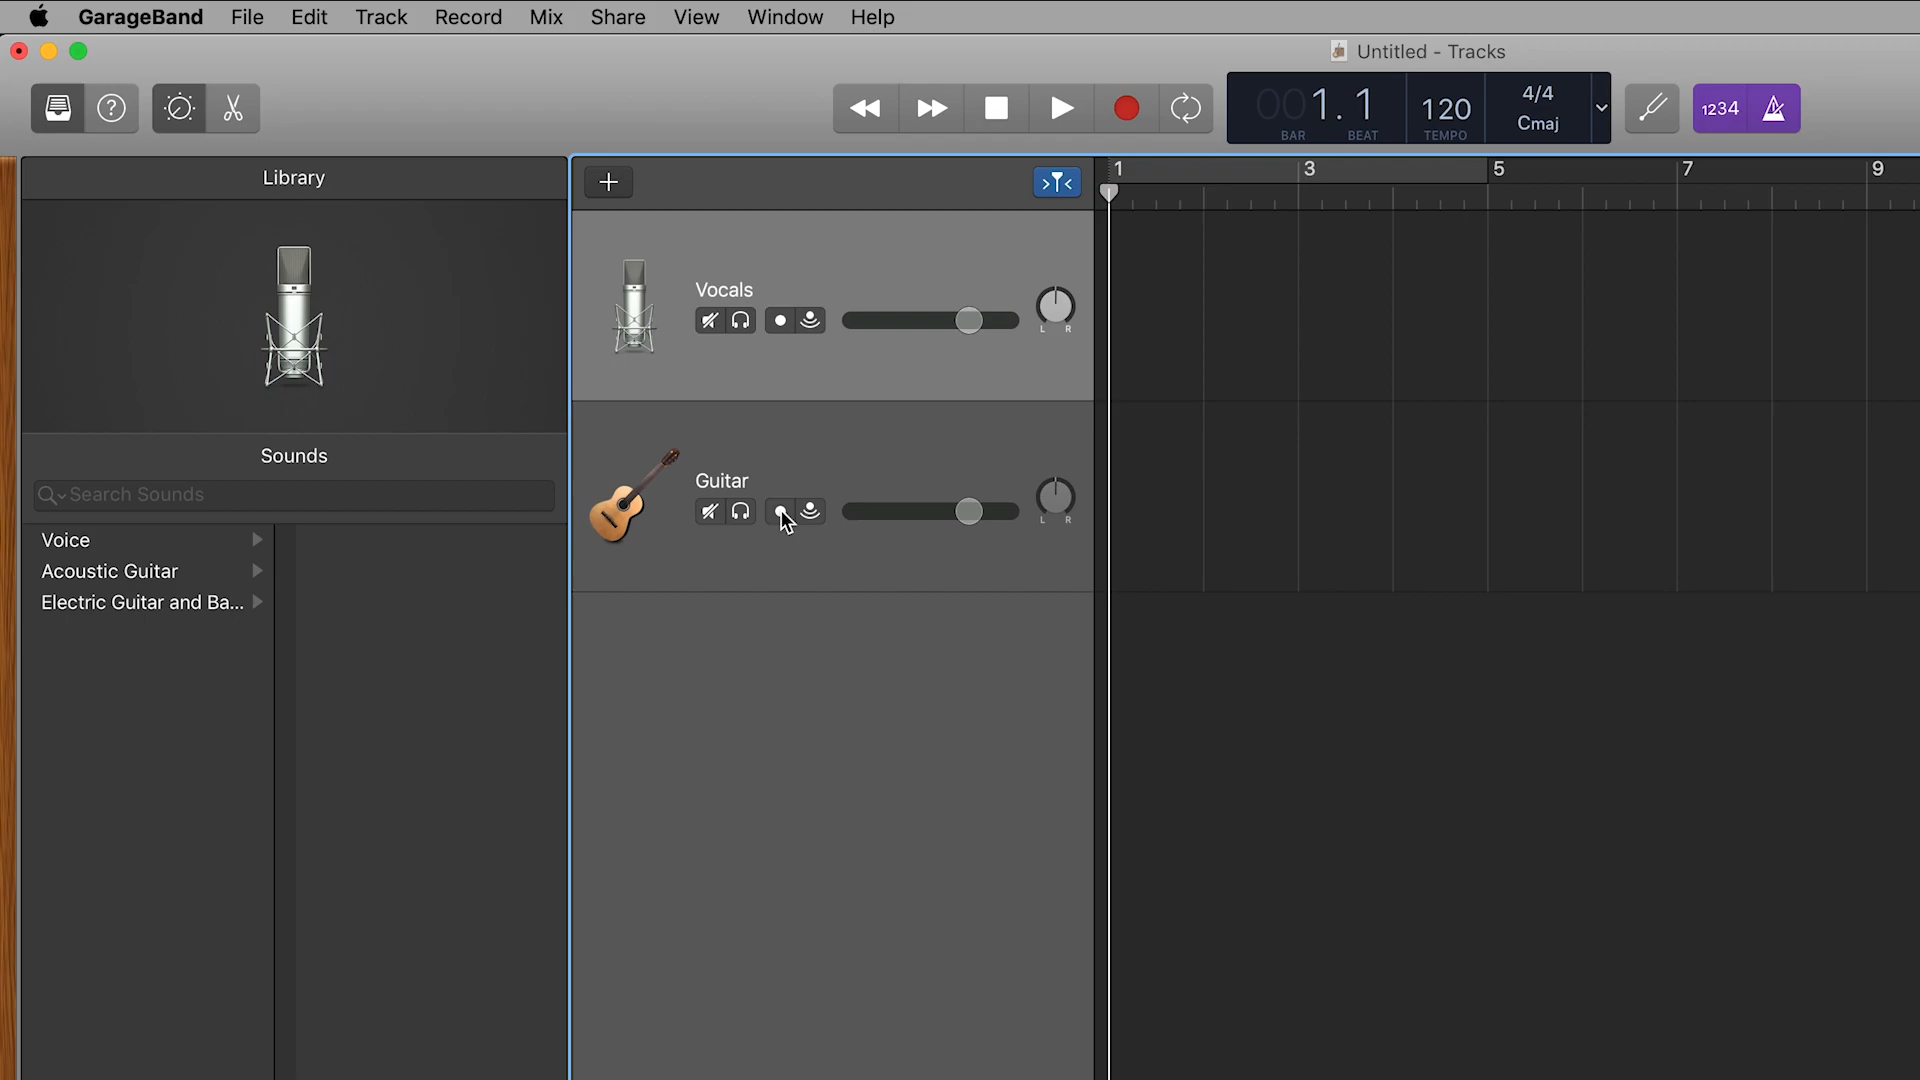 GarageBand File Edit Track Record Mix Share View Window Help
Untitled - Tracks
001. 1 120 4/4
Cmaj
BAR BEAT TEMPO
1234
Library
1 3 5 7 9
Vocals
L R
Sounds
Search Sounds
Guitar
L R
Voice
Acoustic Guitar
Electric Guitar and Ba...